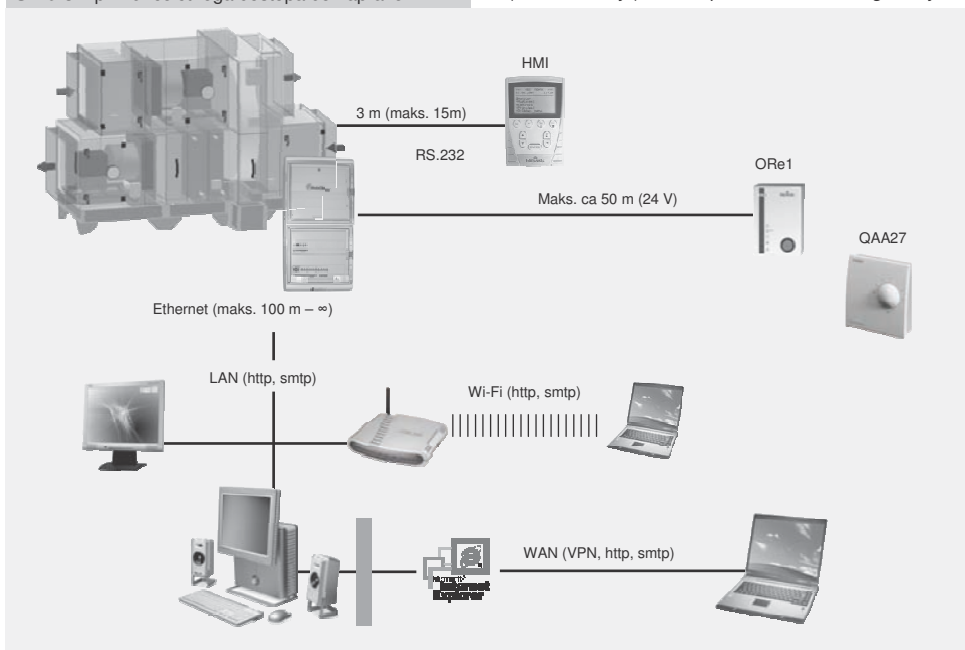 HMI
3 m (maks. 15m)
RS.232
ORe1
Maks. ca 50 m (24 V)
QAA27
Ethernet (maks. 100 m – ∞)
LAN (http, smtp)
Wi-Fi (http, smtp)
WAN (VPN, http, smtp)
Microsoft
Internet
Explorer